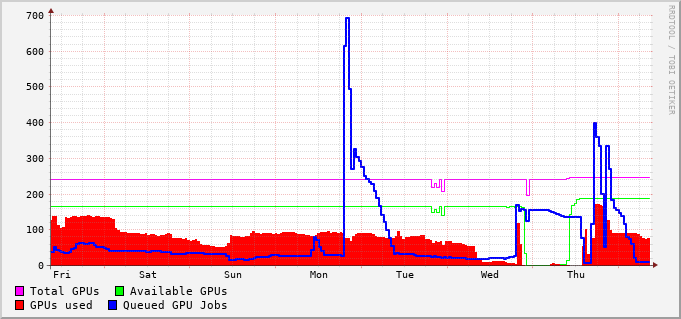 700
600
500
400
300
200
100
0
Fri Sat Sun Mon Tue Wed Thu
Total GPUs Available GPUs
GPUs used Queued GPU Jobs
RRDTOOL / TOBI OETIKER